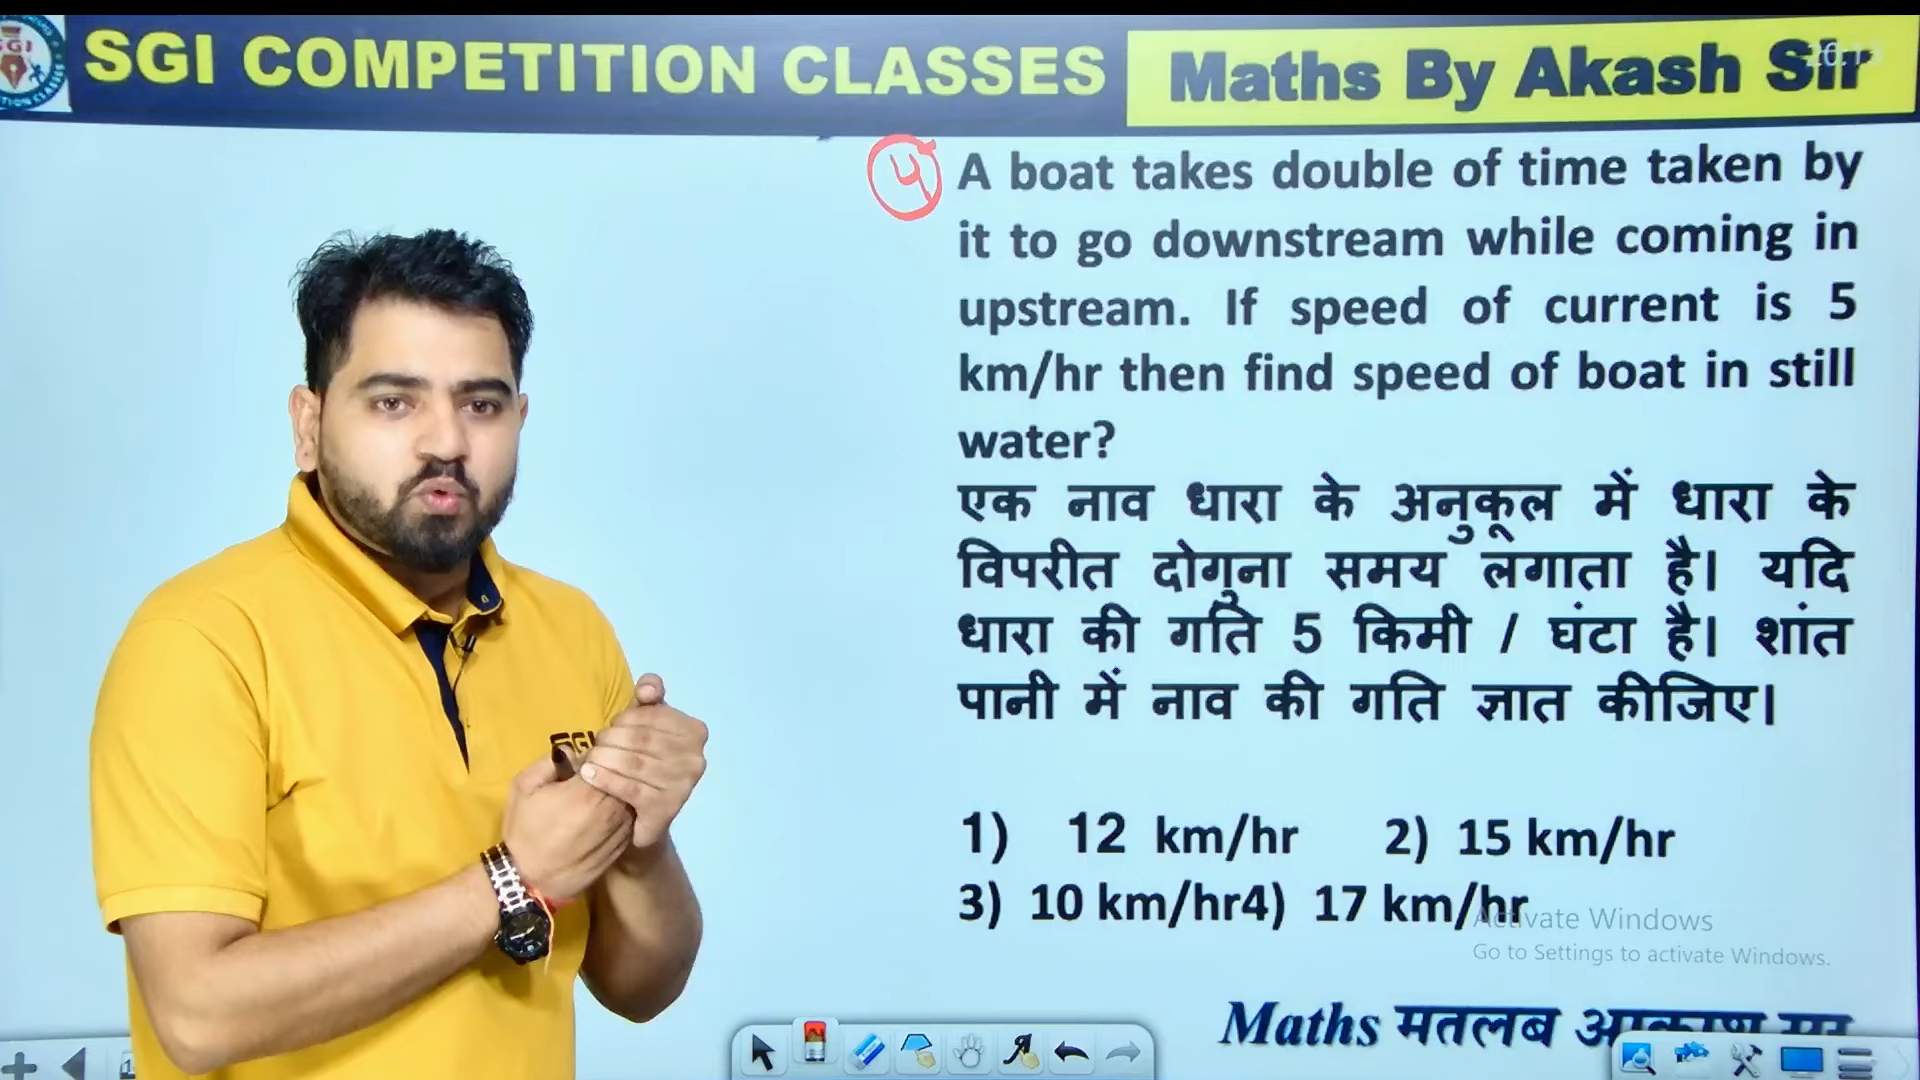 SGI COMPETITION CLASSES
Maths By Akash Sir
SGI
A boat takes double of time taken by
it to go downstream while coming in
upstream. If speed of current is 5
km/hr then find speed of boat in still
water?
एक नाव धारा के अनुकूल में धारा के
विपरीत दोगुना समय लगाता है। यदि
धारा की गति 5 किमी / घंटा है। शांत
पानी में नाव की गति ज्ञात कीजिए।
1) 12 km/hr 2) 15 km/hr
3) 10 km/hr4) 17 km/hr
Activate Windows
Go to Settings to activate Windows.
Maths मतलब आकाश सर